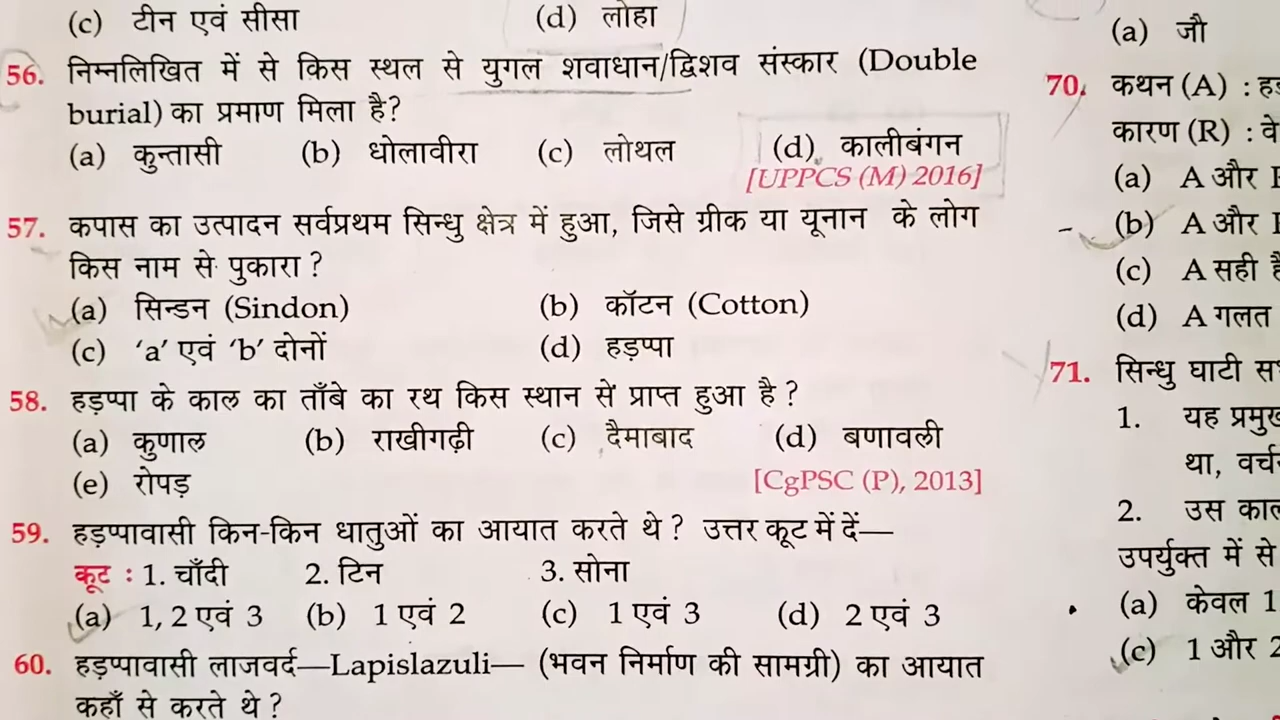 (c) टीन एवं सीसा (d) लोहा
56. निम्नलिखित में से किस स्थल से युगल शवाधान/द्विशव संस्कार (Double
burial) का प्रमाण मिला है?
(a) कुन्तासी (b) धोलावीरा (c) लोथल (d) कालीबंगन
[UPPCS (M) 2016]
57. कपास का उत्पादन सर्वप्रथम सिन्धु क्षेत्र में हुआ, जिसे ग्रीक या यूनान के लोग
किस नाम से पुकारा ?
(a) सिन्डन (Sindon) (b) कॉटन (Cotton)
(c) ‘a’ एवं ‘b’ दोनों (d) हड़प्पा
58. हड़प्पा के काल का ताँबे का रथ किस स्थान से प्राप्त हुआ है ?
(a) कुणाल (b) राखीगढ़ी (c) दैमाबाद (d) बणावली
(e) रोपड़ [CgPSC (P), 2013]
59. हड़प्पावासी किन-किन धातुओं का आयात करते थे ? उत्तर कूट में दें—
कूट : 1. चाँदी 2. टिन 3. सोना
(a) 1, 2 एवं 3 (b) 1 एवं 2 (c) 1 एवं 3 (d) 2 एवं 3
60. हड़प्पावासी लाजवर्द—Lapislazuli— (भवन निर्माण की सामग्री) का आयात
कहाँ से करते थे ?
(a) जौ
70. कथन (A) :
कारण (R) :
(a) A और
(b) A और
(c) A सही
(d) A गलत
71. सिन्धु घाटी
1. यह
था,
2. उस
उपर्युक्त में से
(a) केवल 1
(c) 1 और 2